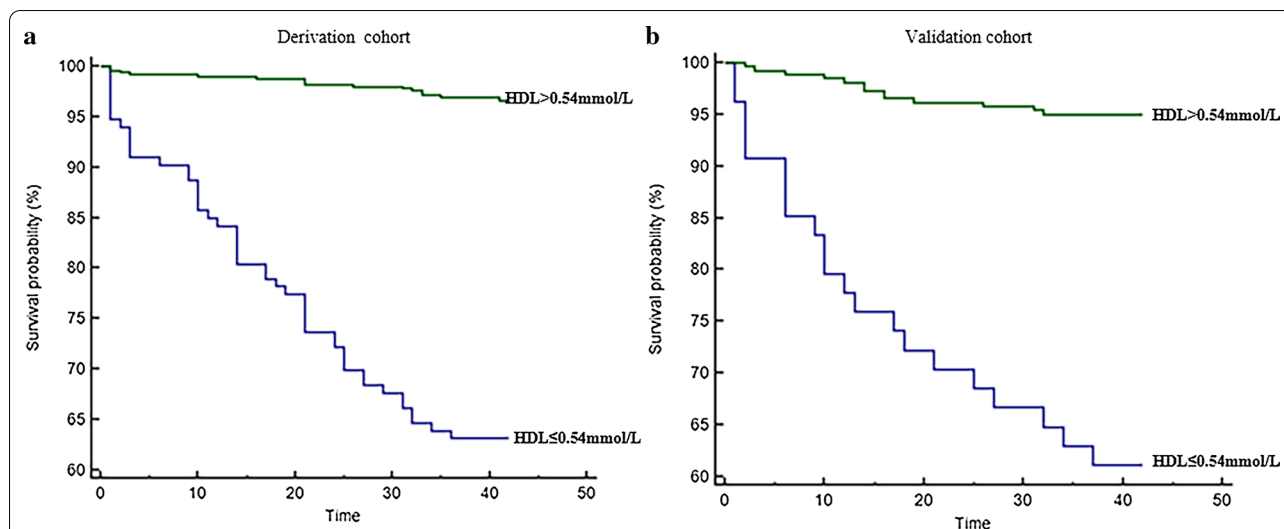 a
Derivation cohort
Survival probability (%)
100
95
90
85
80
75
70
65
60
HDL>0.54mmol/L
HDL≤0.54mmol/L
0 10 20 30 40 50
Time
b
Validation cohort
Survival probability (%)
100
95
90
85
80
75
70
65
60
HDL>0.54mmol/L
HDL≤0.54mmol/L
0 10 20 30 40 50
Time